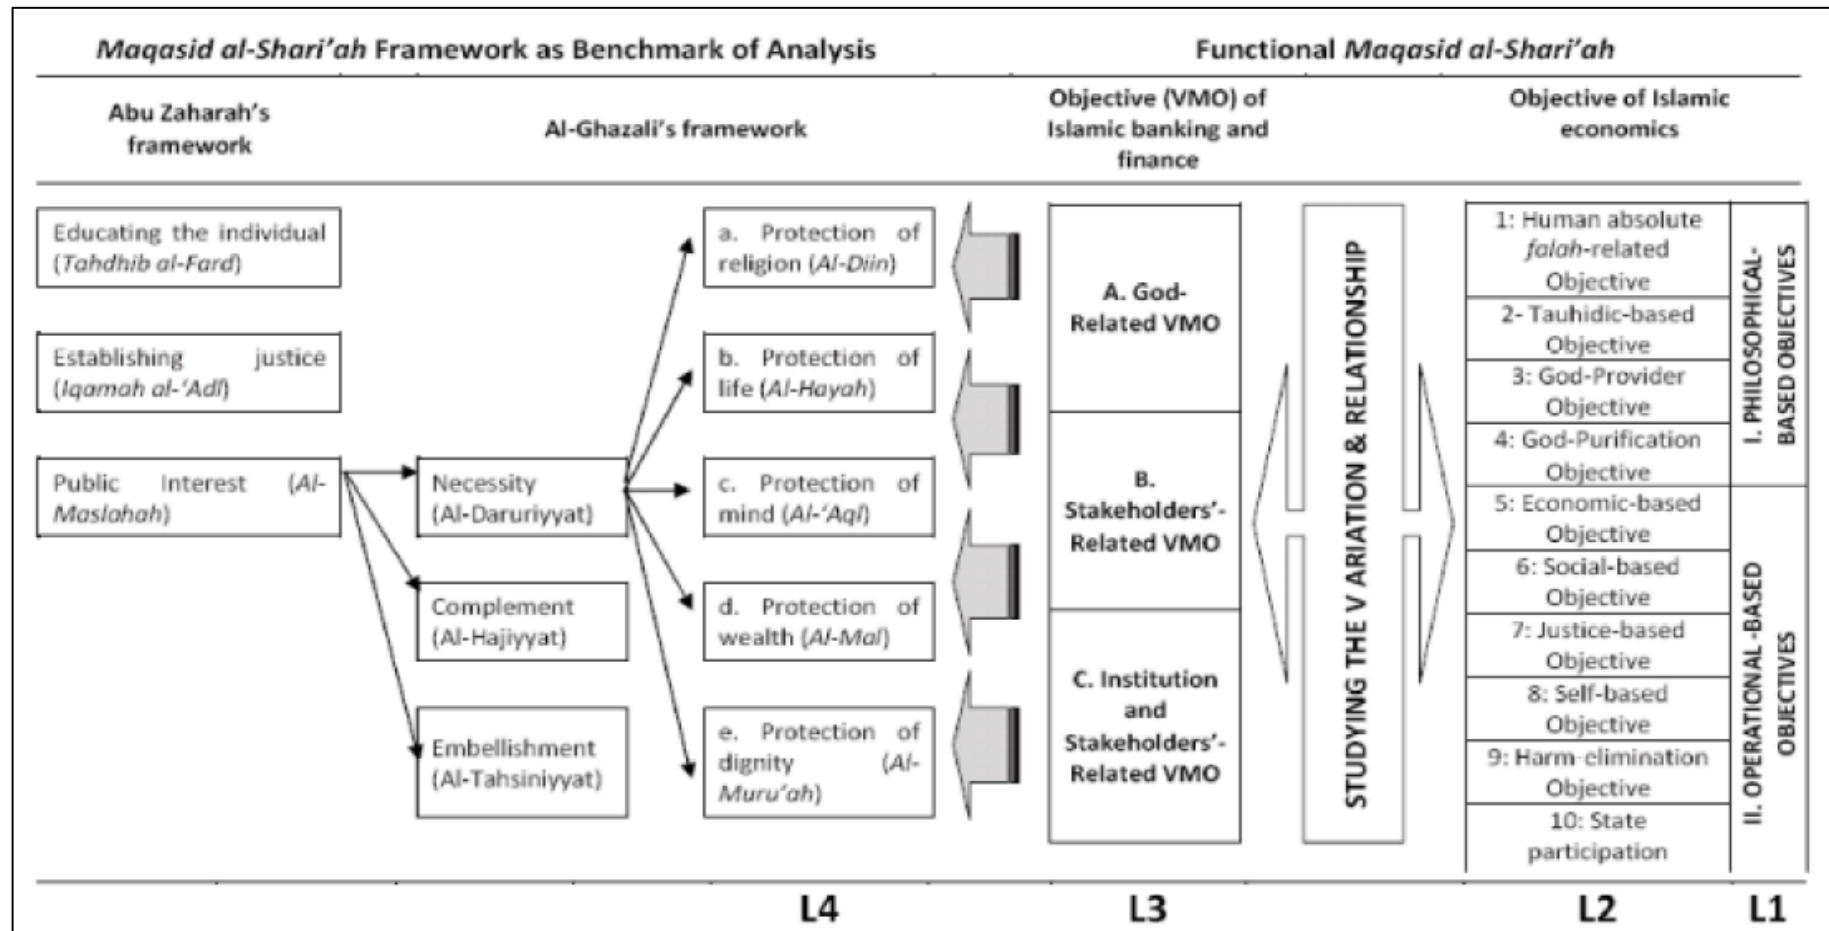 Maqasid al-Shari’ah Framework as Benchmark of Analysis
Functional Maqasid al-Shari’ah
Abu Zaharah’s
framework
Al-Ghazali’s framework
Objective (VMO) of
Islamic banking and
finance
Objective of Islamic
economics
Educating the individual
(Tahdhib al-Fard)
Establishing justice
(Iqamah al-‘Adl)
Public Interest (Al-
Maslahah)
Necessity
(Al-Daruriyyat)
Complement
(Al-Hajiyyat)
Embellishment
(Al-Tahsiniyyat)
a. Protection of
religion (Al-Diin)
b. Protection of
life (Al-Hayah)
c. Protection of
mind (Al-‘Aql)
d. Protection of
wealth (Al-Mal)
e. Protection of
dignity (Al-
Muru’ah)
A. God-
Related VMO
B.
Stakeholders’-
Related VMO
C. Institution
and
Stakeholders’-
Related VMO
STUDYING THE V ARIATION & RELATIONSHIP
1: Human absolute
falah-related
Objective
2- Tauhidic-based
Objective
3: God-Provider
Objective
4: God-Purification
Objective
5: Economic-based
Objective
6: Social-based
Objective
7: Justice-based
Objective
8: Self-based
Objective
9: Harm-elimination
Objective
10: State
participation
I. PHILOSOPHICAL-
BASED OBJECTIVES
II. OPERATIONAL -BASED
OBJECTIVES
L4
L3
L2
L1